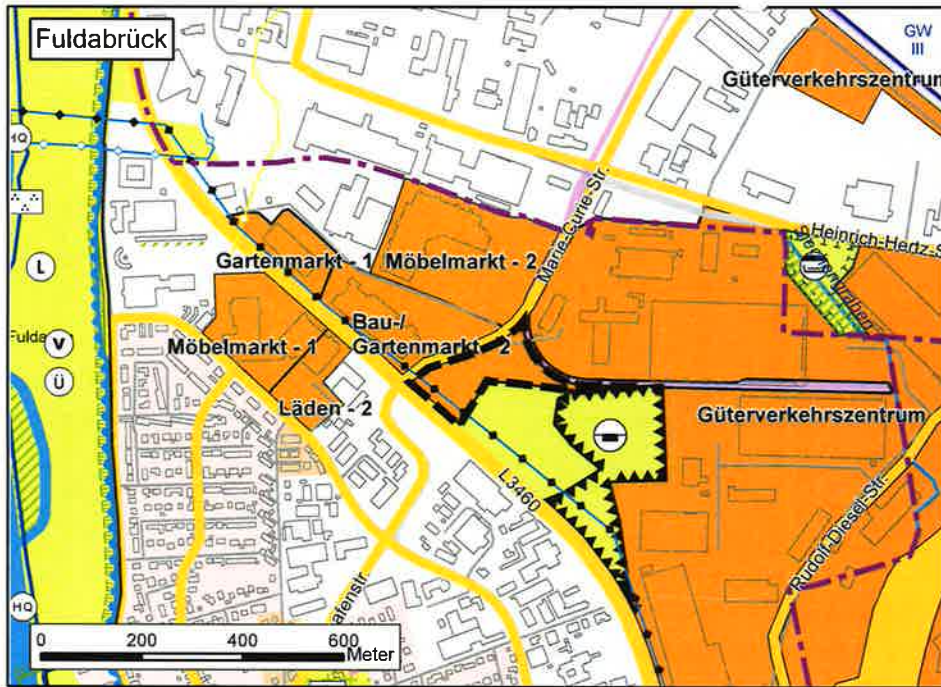 Fuldabrück
GW
III
Güterverkehrszentrum
HQ
Marie-Curie-Str.
Heinrich-Hertz-S
L
Gartenmarkt - 1
Möbelmarkt - 2
Fulda
V
Ü
Bau-/
Gartenmarkt - 2
Möbelmarkt - 1
Läden - 2
Güterverkehrszentrum
L3460
Rudolf-Diesel-Str.
HQ
0 200 400 600
Meter